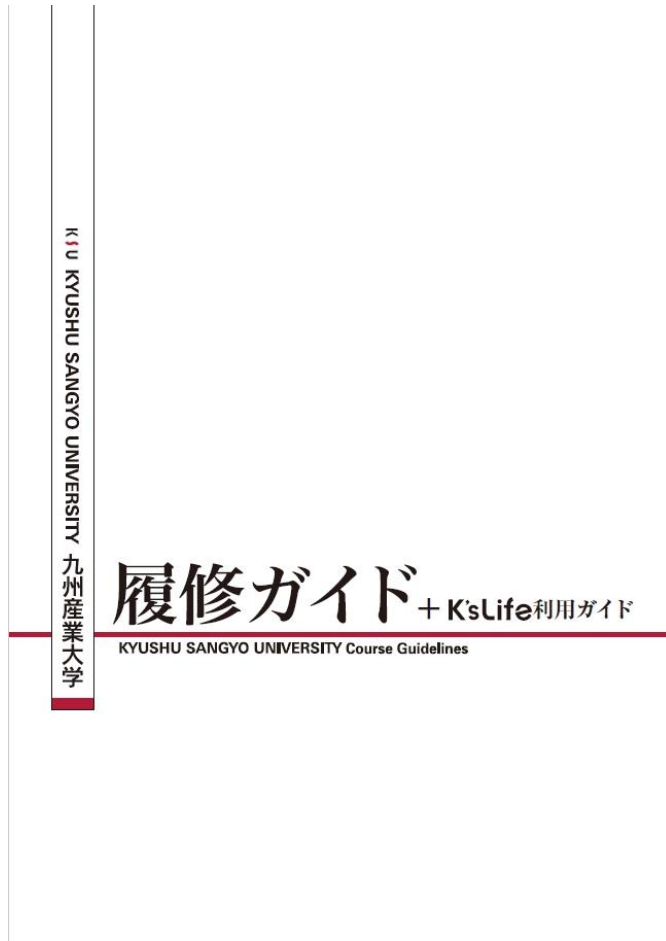 KSU KYUSHU SANGYO UNIVERSITY 九州産業大学
履修ガイド+K'sLife利用ガイド
KYUSHU SANGYO UNIVERSITY Course Guidelines